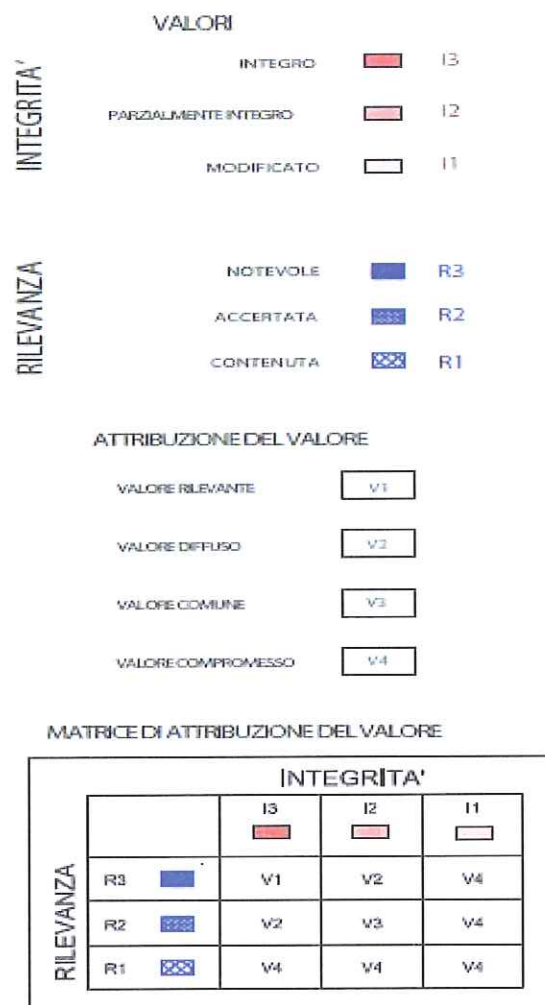 VALORI
INTEGRITA'
INTEGRO I3
PARZIALMENTE INTEGRO I2
MODIFICATO I1
RILEVANZA
NOTEVOLE R3
ACCERTATA R2
CONTENUTA R1
ATTRIBUZIONE DEL VALORE
VALORE RILEVANTE V1
VALORE DIFFUSO V2
VALORE COMUNE V3
VALORE COMPROMESSO V4
MATRICE DI ATTRIBUZIONE DEL VALORE
INTEGRITA'
I3 I2 I1
RILEVANZA
R3 V1 V2 V4
R2 V2 V3 V4
R1 V4 V4 V4